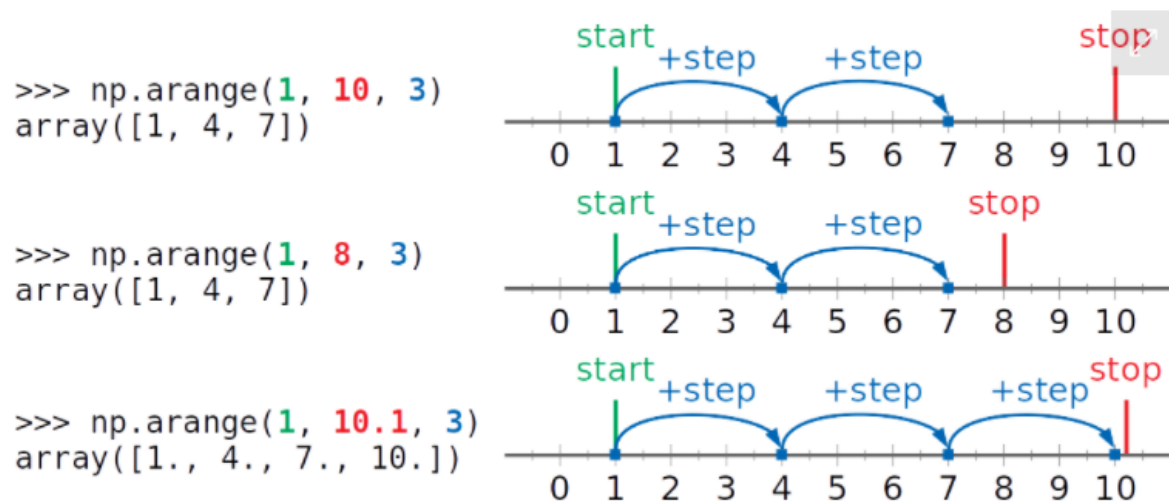 start
stop
+step +step
>>> np.arange(1, 10, 3)
array([1, 4, 7])
0 1 2 3 4 5 6 7 8 9 10
start
stop
+step +step
>>> np.arange(1, 8, 3)
array([1, 4, 7])
0 1 2 3 4 5 6 7 8 9 10
start
stop
+step +step +step
>>> np.arange(1, 10.1, 3)
array([1., 4., 7., 10.])
0 1 2 3 4 5 6 7 8 9 10